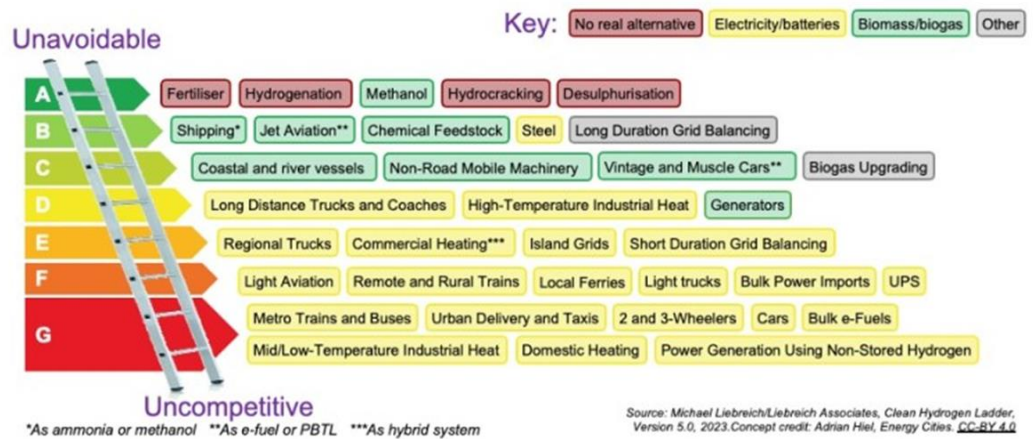 Key: No real alternative Electricity/batteries Biomass/biogas Other
Unavoidable
A Fertiliser Hydrogenation Methanol Hydrocracking Desulphurisation
B Shipping* Jet Aviation** Chemical Feedstock Steel Long Duration Grid Balancing
C Coastal and river vessels Non-Road Mobile Machinery Vintage and Muscle Cars** Biogas Upgrading
D Long Distance Trucks and Coaches High-Temperature Industrial Heat Generators
E Regional Trucks Commercial Heating*** Island Grids Short Duration Grid Balancing
F Light Aviation Remote and Rural Trains Local Ferries Light trucks Bulk Power Imports UPS
G Metro Trains and Buses Urban Delivery and Taxis 2 and 3-Wheelers Cars Bulk e-Fuels
Mid/Low-Temperature Industrial Heat Domestic Heating Power Generation Using Non-Stored Hydrogen
Uncompetitive
*As ammonia or methanol **As e-fuel or PBTL ***As hybrid system
Source: Michael Liebreich/Liebreich Associates, Clean Hydrogen Ladder,
Version 5.0, 2023.Concept credit: Adrian Hiel, Energy Cities. CC-BY 4.0